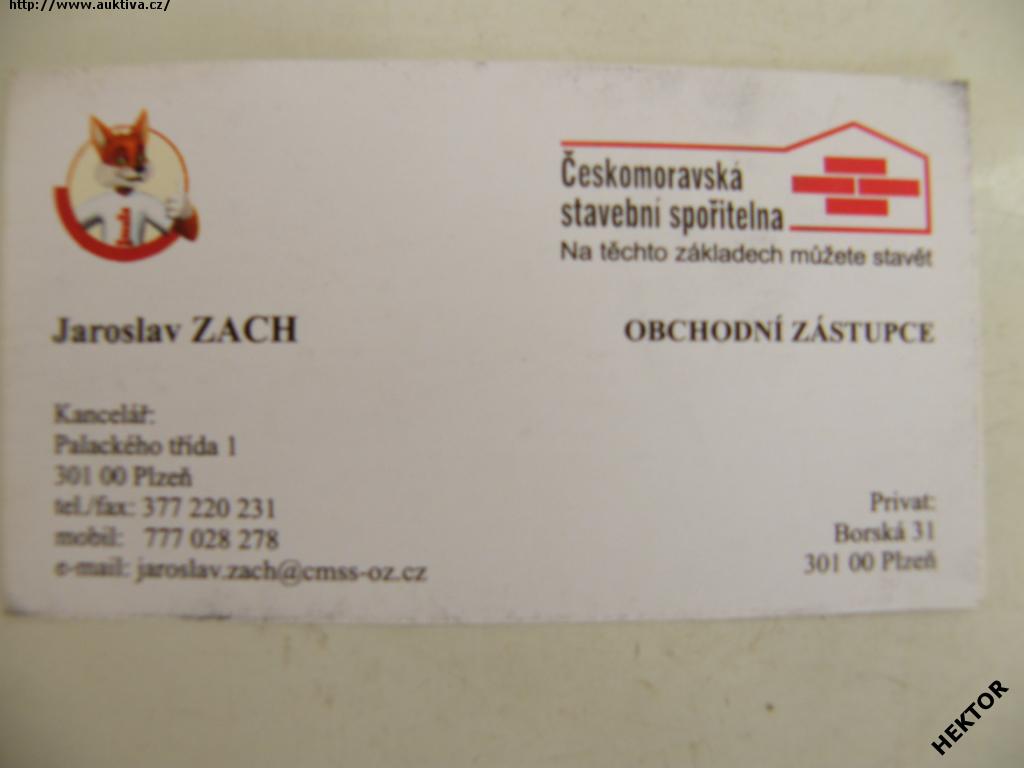 http://www.auktiva.cz/
Českomoravská
stavební spořitelna
Na těchto základech můžete stavět
Jaroslav ZACH
OBCHODNÍ ZÁSTUPCE
Kancelář:
Palackého třída 1
301 00 Plzeň
tel./fax: 377 220 231
mobil: 777 028 278
e-mail: jaroslav.zach@cmss-oz.cz
Privat:
Borská 31
301 00 Plzeň
HEKTOR